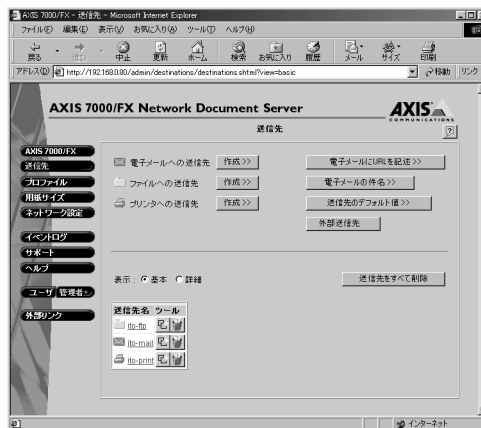 AXIS 7000/FX - 送信先 - Microsoft Internet Explorer
ファイル(F) 編集(E) 表示(V) お気に入り(A) ツール(T) ヘルプ(H)
戻る 進む 中止 更新 ホーム 検索 お気に入り 履歴 メール サイズ 印刷
アドレス(D) http://192.168.0.80/admin/destinations/destinations.shtml?view=basic 移動 リンク
AXIS 7000/FX Network Document Server
AXIS
COMMUNICATIONS
送信先
?
AXIS 7000/FX
送信先
プロファイル
用紙サイズ
ネットワーク設定
イベントログ
サポート
ヘルプ
ユーザ 管理者
外部リンク
電子メールへの送信先 作成 >> 電子メールにURLを記述 >>
ファイルへの送信先 作成 >> 電子メールの件名 >>
プリンタへの送信先 作成 >> 送信先のデフォルト値 >>
外部送信先
表示: 基本 詳細 送信先をすべて削除
送信先名 ツール
ito-ftp
ito-mail
ito-print
インターネット